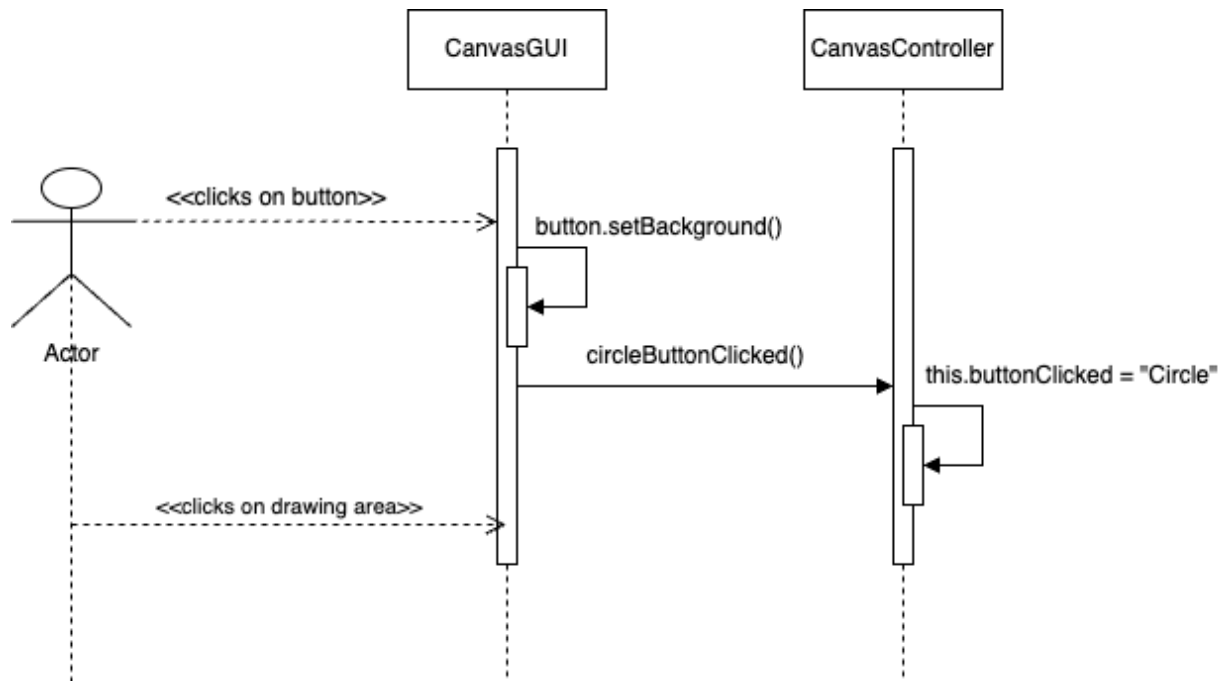 CanvasGUI
CanvasController
<<clicks on button>>
button.setBackground()
Actor
circleButtonClicked()
this.buttonClicked = "Circle"
<<clicks on drawing area>>